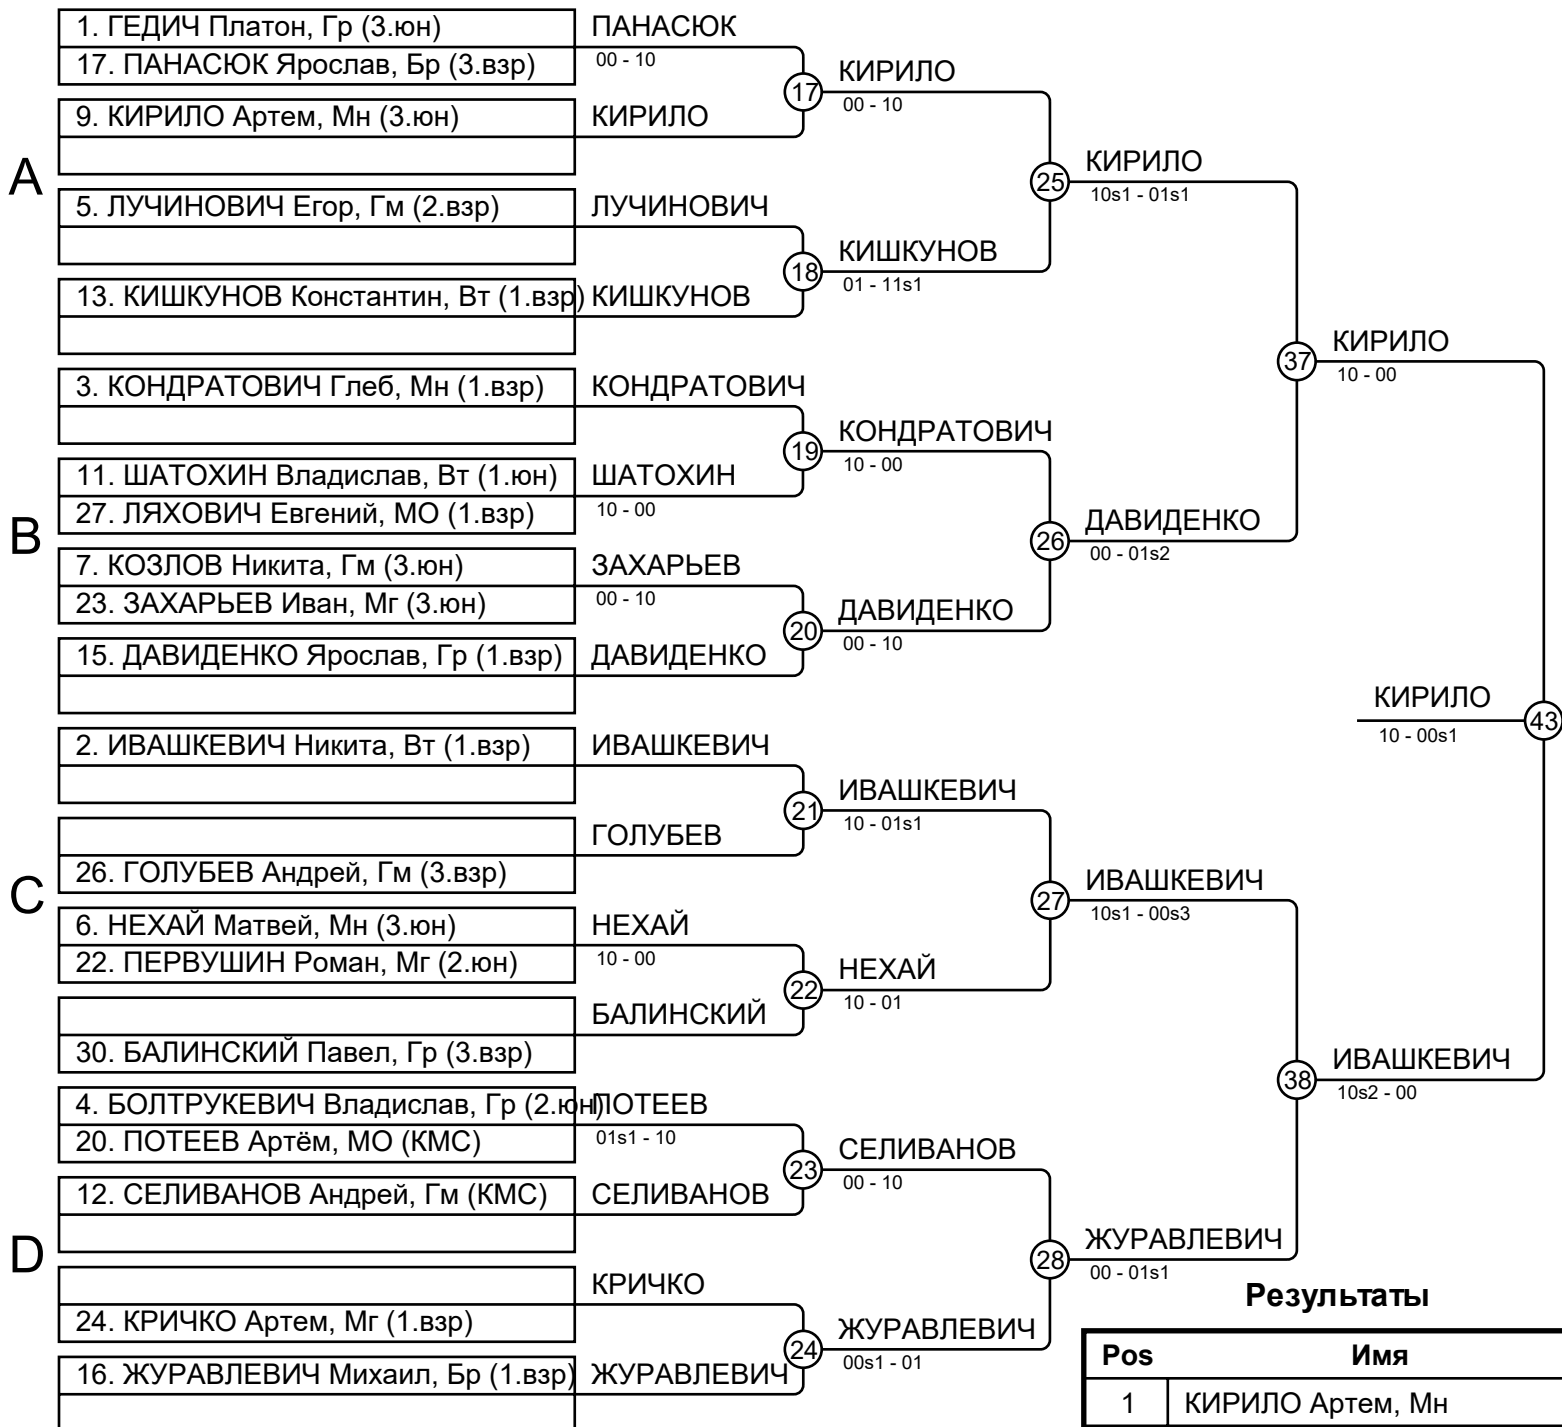 1. ГЕДИЧ Платон, Гр (3.юн)
17. ПАНАСЮК Ярослав, Бр (3.взр)
9. КИРИЛО Артем, Мн (3.юн)
A
5. ЛУЧИНОВИЧ Егор, Гм (2.взр)
13. КИШКУНОВ Константин, Вт (1.взр)
3. КОНДРАТОВИЧ Глеб, Мн (1.взр)
11. ШАТОХИН Владислав, Вт (1.юн)
27. ЛЯХОВИЧ Евгений, МО (1.взр)
B
7. КОЗЛОВ Никита, Гм (3.юн)
23. ЗАХАРЬЕВ Иван, Мг (3.юн)
15. ДАВИДЕНКО Ярослав, Гр (1.взр)
2. ИВАШКЕВИЧ Никита, Вт (1.взр)
26. ГОЛУБЕВ Андрей, Гм (3.взр)
C
6. НЕХАЙ Матвей, Мн (3.юн)
22. ПЕРВУШИН Роман, Мг (2.юн)
30. БАЛИНСКИЙ Павел, Гр (3.взр)
4. БОЛТРУКЕВИЧ Владислав, Гр (2.юн)
20. ПОТЕЕВ Артём, МО (КМС)
12. СЕЛИВАНОВ Андрей, Гм (КМС)
D
24. КРИЧКО Артем, Мг (1.взр)
16. ЖУРАВЛЕВИЧ Михаил, Бр (1.взр)
ПАНАСЮК
00 - 10
КИРИЛО
ЛУЧИНОВИЧ
КИШКУНОВ
КОНДРАТОВИЧ
ШАТОХИН
10 - 00
ЗАХАРЬЕВ
00 - 10
ДАВИДЕНКО
ИВАШКЕВИЧ
ГОЛУБЕВ
НЕХАЙ
10 - 00
БАЛИНСКИЙ
ПОТЕЕВ
01s1 - 10
СЕЛИВАНОВ
КРИЧКО
ЖУРАВЛЕВИЧ
17
КИРИЛО
00 - 10
18
КИШКУНОВ
01 - 11s1
19
КОНДРАТОВИЧ
10 - 00
20
ДАВИДЕНКО
00 - 10
21
ИВАШКЕВИЧ
10 - 01s1
22
НЕХАЙ
10 - 01
23
СЕЛИВАНОВ
00 - 10
24
ЖУРАВЛЕВИЧ
00s1 - 01
25
КИРИЛО
10s1 - 01s1
26
ДАВИДЕНКО
00 - 01s2
27
ИВАШКЕВИЧ
10s1 - 00s3
28
ЖУРАВЛЕВИЧ
00 - 01s1
37
КИРИЛО
10 - 00
38
ИВАШКЕВИЧ
10s2 - 00
КИРИЛО
43
10 - 00s1
Результаты
Pos Имя
1 КИРИЛО Артем, Мн